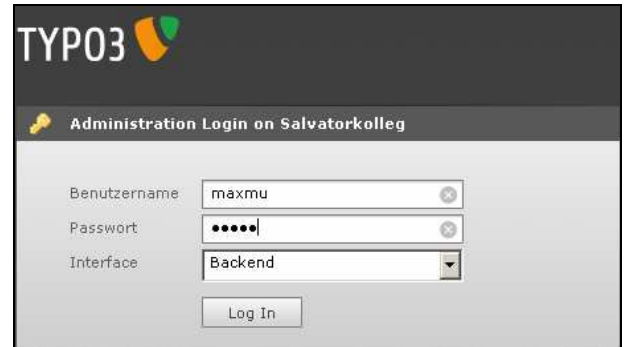 TYPO3
Administration Login on Salvatorkolleg
Benutzername maxmu
Passwort •••••
Interface Backend
Log In